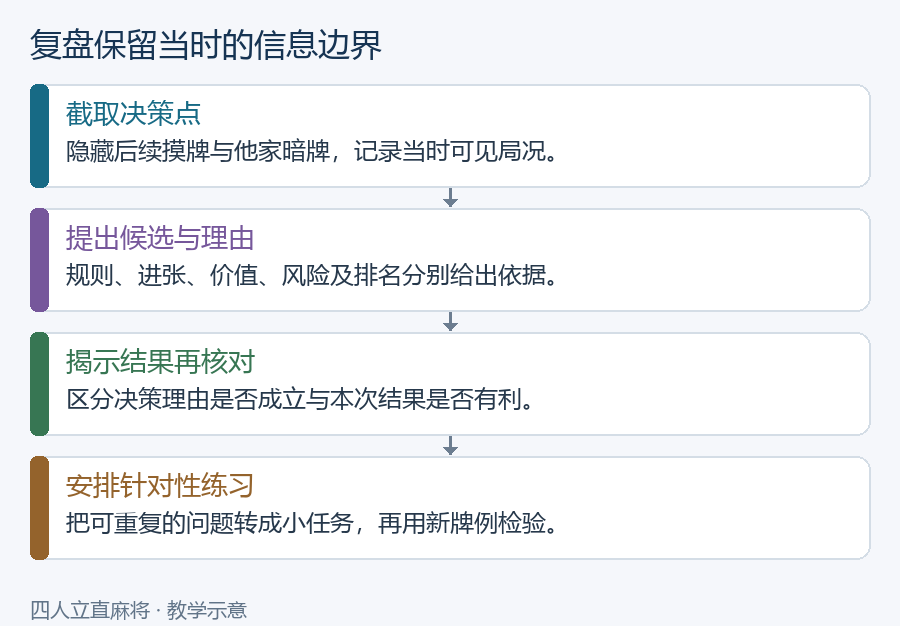 复盘保留当时的信息边界
截取决策点
隐藏后续摸牌与他家暗牌，记录当时可见局况。
提出候选与理由
规则、进张、价值、风险及排名分别给出依据。
揭示结果再核对
区分决策理由是否成立与本次结果是否有利。
安排针对性练习
把可重复的问题转成小任务，再用新牌例检验。
四人立直麻将 · 教学示意